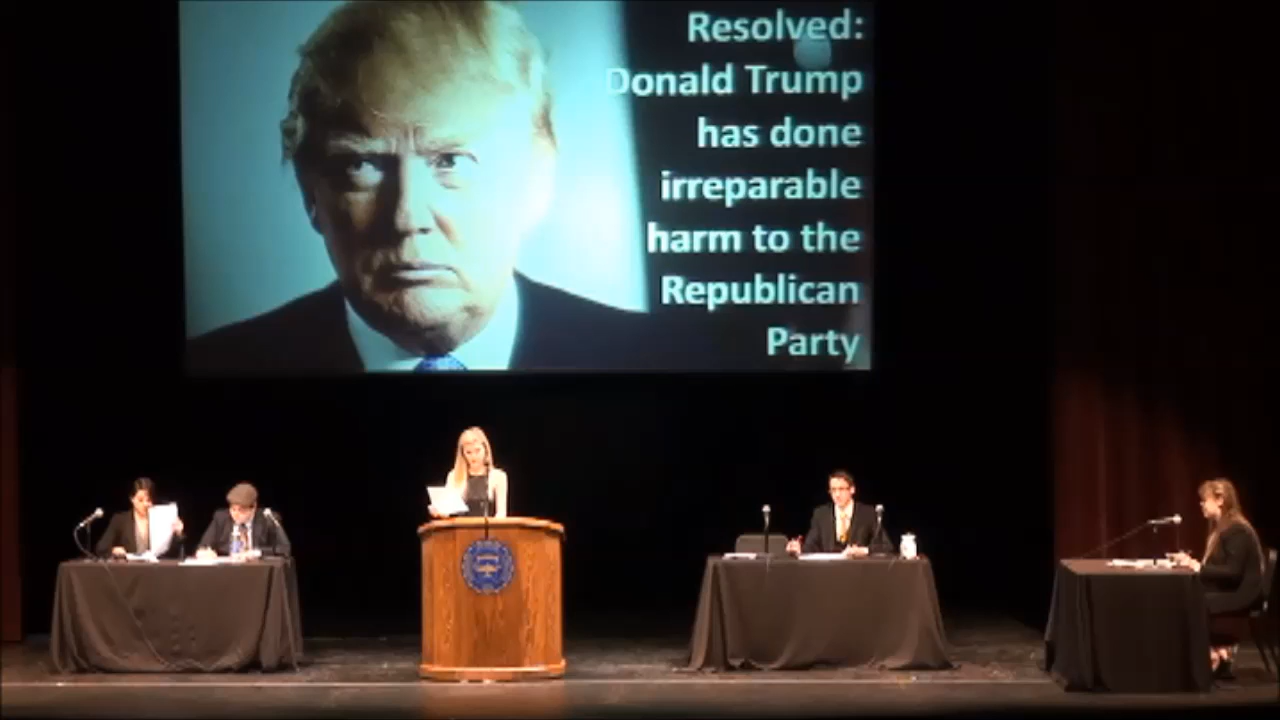 Resolved:
Donald Trump
has done
irreparable
harm to the
Republican
Party